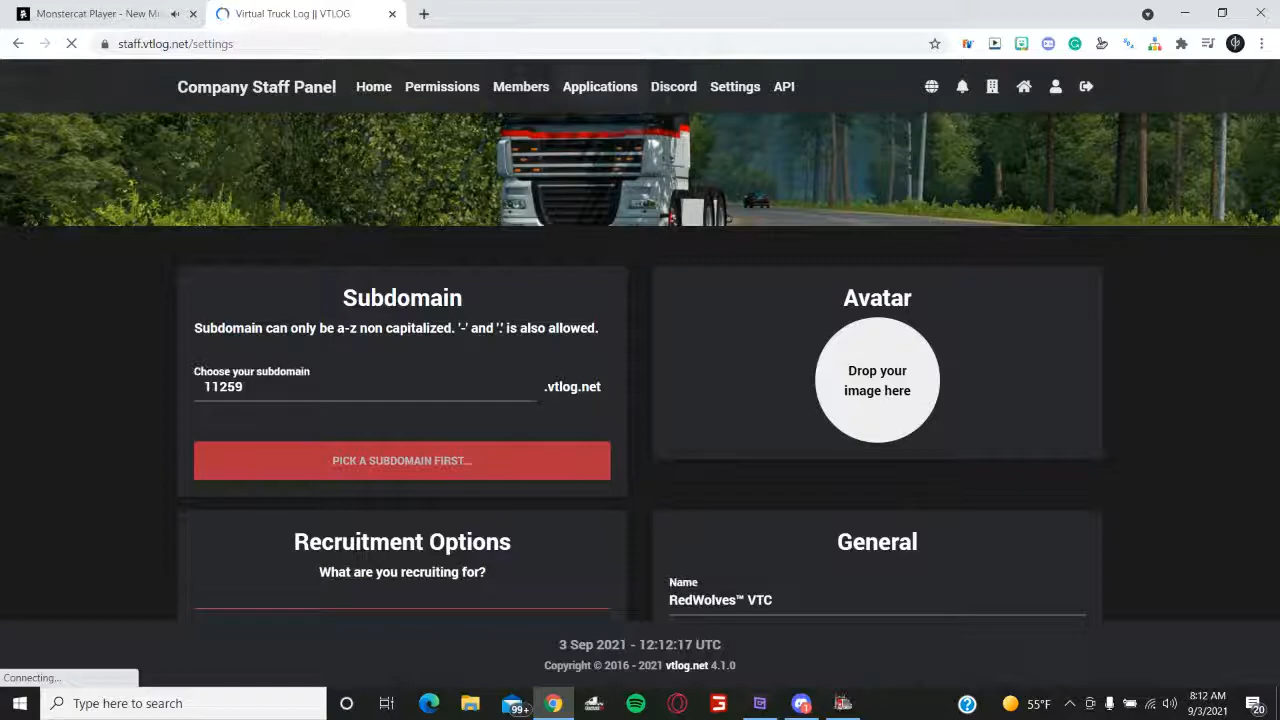 Monstercat Player - New Mu
Virtual Truck Log || VTLOG
staff.vtlog.net/settings
Company Staff Panel Home Permissions Members Applications Discord Settings API
Subdomain
Subdomain can only be a-z non capitalized. '-' and '.' is also allowed.
Choose your subdomain
11259 .vtlog.net
PICK A SUBDOMAIN FIRST...
Avatar
Drop your
image here
Recruitment Options
What are you recruiting for?
General
Name
RedWolves™ VTC
3 Sep 2021 - 12:12:17 UTC
Copyright © 2016 - 2021 vtlog.net 4.1.0
Connecting...
Type here to search
99+
55°F
8:12 AM
9/3/2021
20